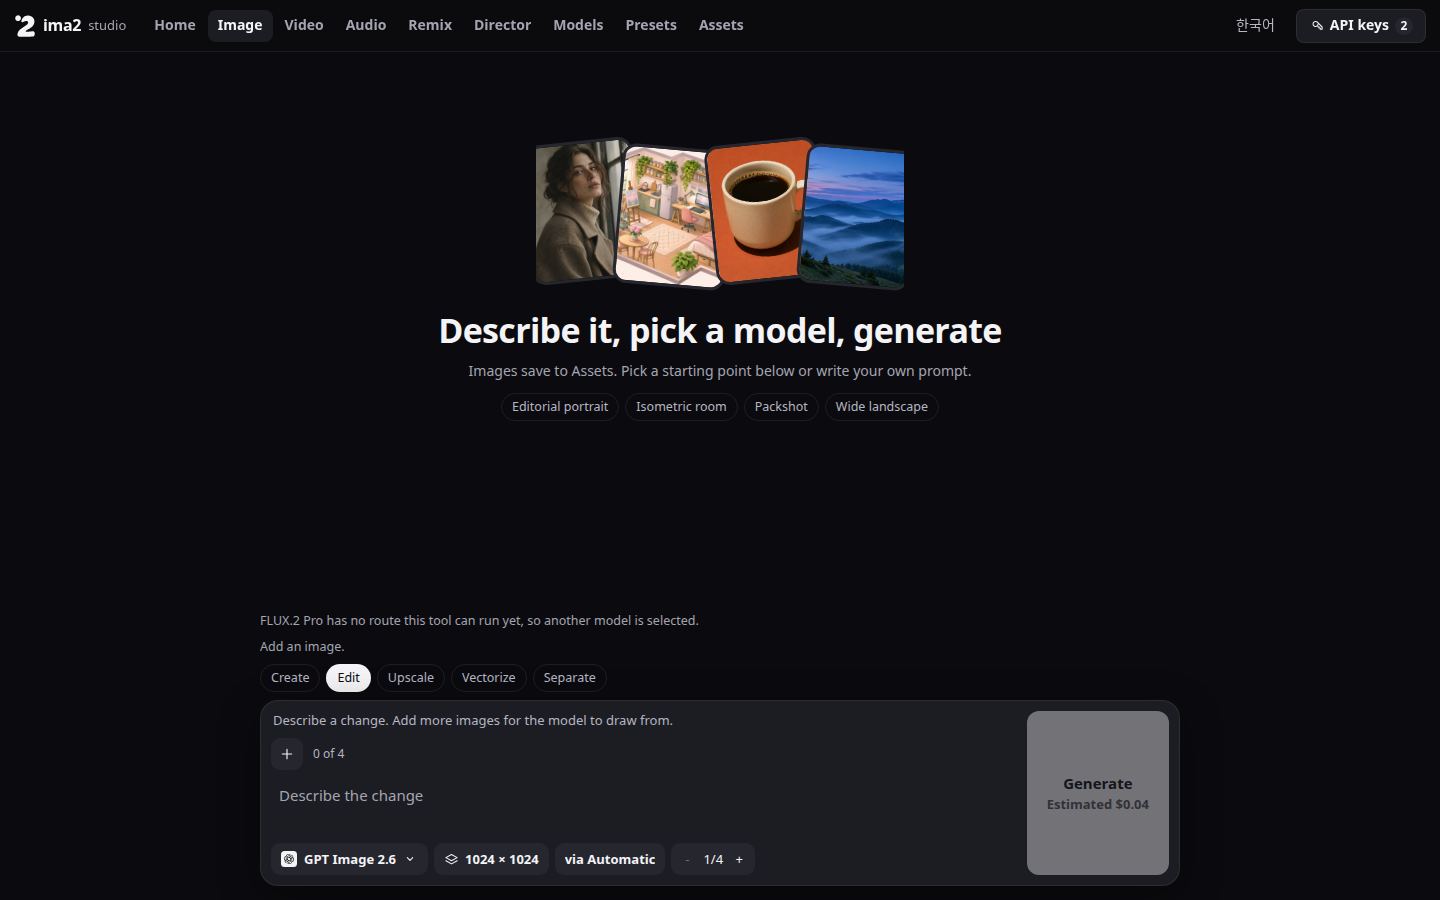 ima2 studio Home Image Video Audio Remix Director Models Presets Assets 한국어 API keys 2
Describe it, pick a model, generate
Images save to Assets. Pick a starting point below or write your own prompt.
Editorial portrait Isometric room Packshot Wide landscape
FLUX.2 Pro has no route this tool can run yet, so another model is selected.
Add an image.
Create Edit Upscale Vectorize Separate
Describe a change. Add more images for the model to draw from.
+ 0 of 4
Describe the change
Generate
Estimated $0.04
GPT Image 2.6 1024 × 1024 via Automatic - 1/4 +